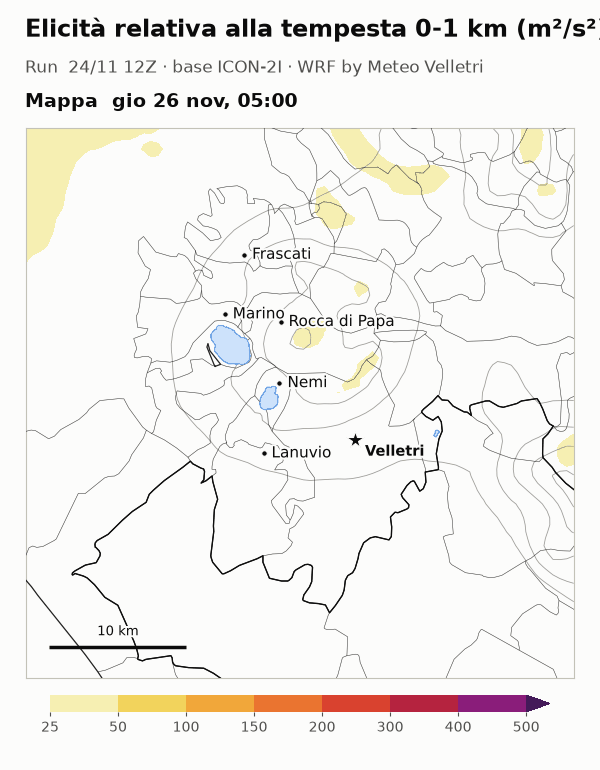 Elicità relativa alla tempesta 0-1 km (m²/s²)
Run  24/11 12Z · base ICON-2I · WRF by Meteo Velletri
Mappa  gio 26 nov, 05:00
Frascati
Marino
Rocca di Papa
Nemi
Velletri
Lanuvio
10 km
25 50 100 150 200 300 400 500